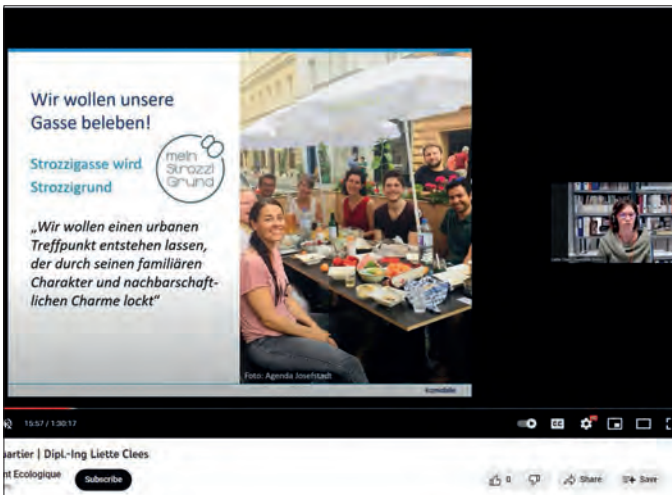 Wir wollen unsere
Gasse beleben!
Strozzigasse wird
Strozzigrund
mein
Strozzi
Grund
„Wir wollen einen urbanen
Treffpunkt entstehen lassen,
der durch seinen familiären
Charakter und nachbarschaft-
lichen Charme lockt“
Foto: Agenda Josefstadt
15:57 / 1:30:17
CC
uartier | Dipl.-Ing Liette Clees
nt Ecologique
Subscribe
0
Share
Save